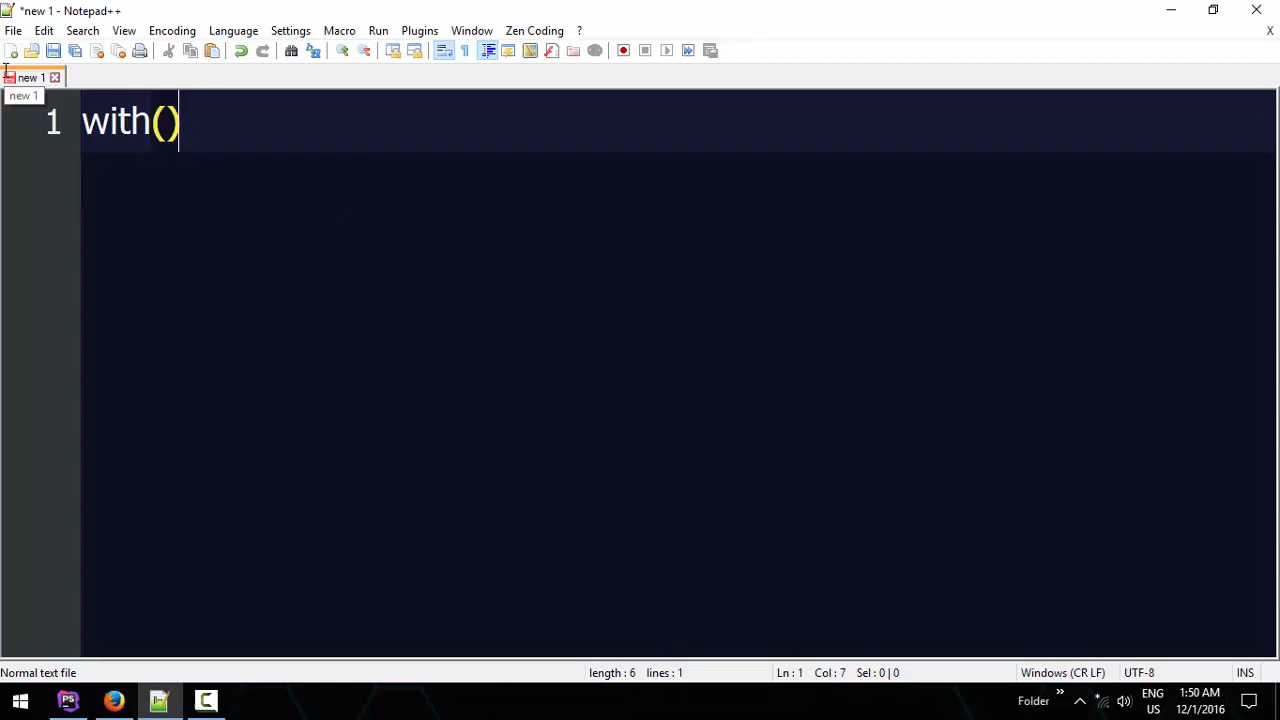 *new 1 - Notepad++
File Edit Search View Encoding Language Settings Macro Run Plugins Window Zen Coding ? X
new 1
new 1
1 with()
Normal text file length : 6 lines : 1 Ln : 1 Col : 7 Sel : 0 | 0 Windows (CR LF) UTF-8 INS
PS Folder ENG 1:50 AM
US 12/1/2016